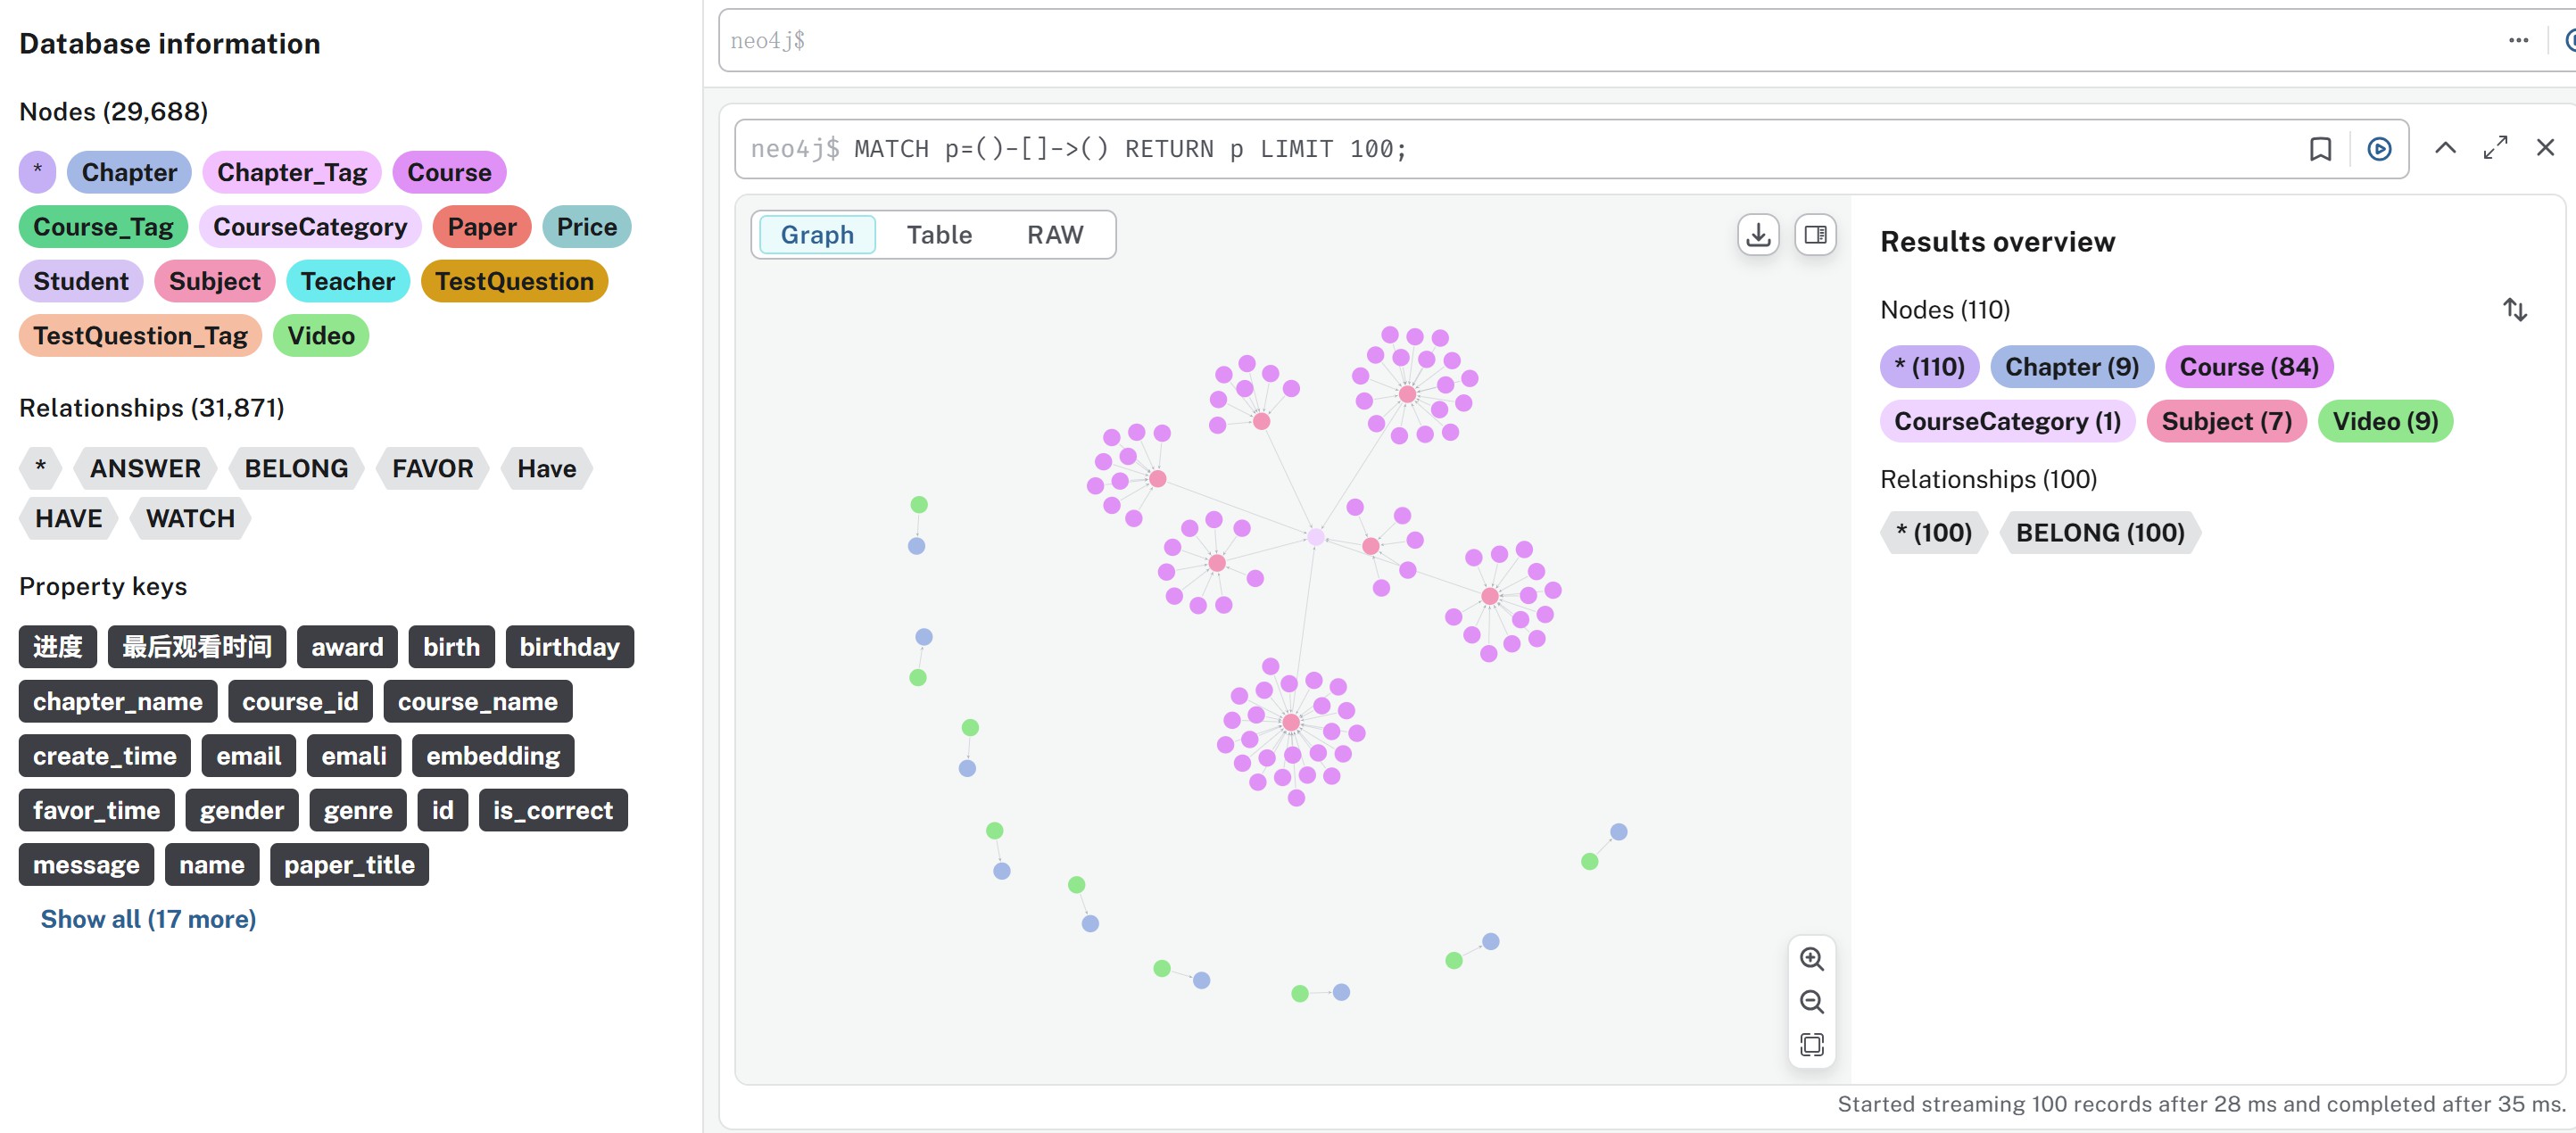 Database information
Nodes (29,688)
* Chapter Chapter_Tag Course
Course_Tag CourseCategory Paper Price
Student Subject Teacher TestQuestion
TestQuestion_Tag Video
Relationships (31,871)
* ANSWER BELONG FAVOR Have
HAVE WATCH
Property keys
进度 最后观看时间 award birth birthday
chapter_name course_id course_name
create_time email emali embedding
favor_time gender genre id is_correct
message name paper_title
Show all (17 more)
neo4j$
neo4j$ MATCH p=()-[]->() RETURN p LIMIT 100;
Graph Table RAW
Results overview
Nodes (110)
* (110) Chapter (9) Course (84)
CourseCategory (1) Subject (7) Video (9)
Relationships (100)
* (100) BELONG (100)
Started streaming 100 records after 28 ms and completed after 35 ms.